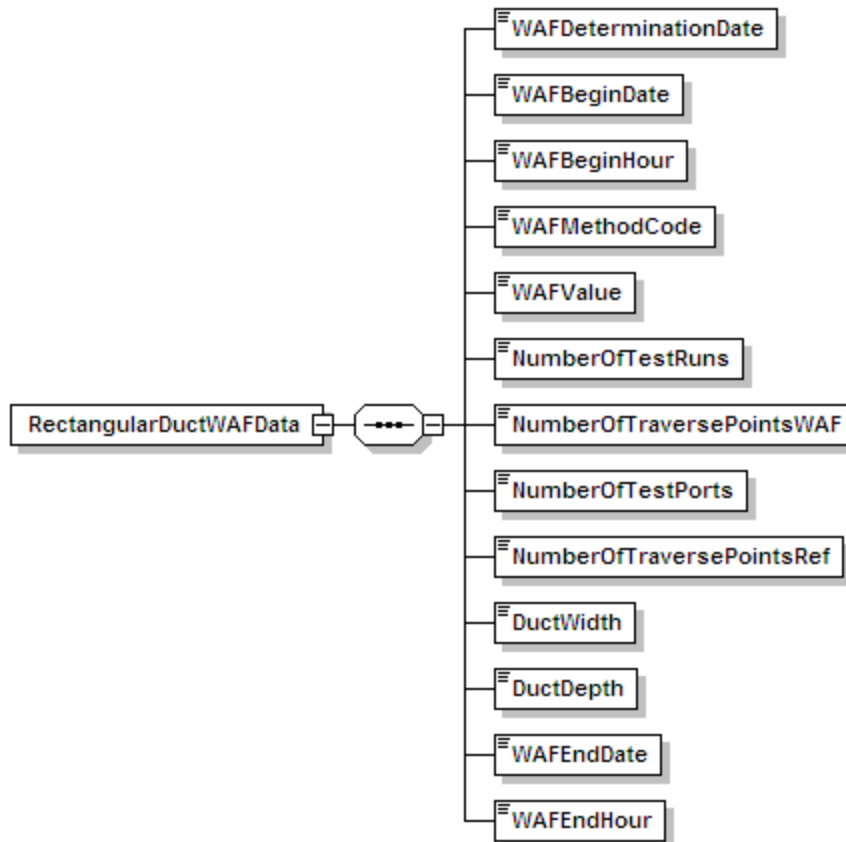 WAFDeterminationDate
WAFBeginDate
WAFBeginHour
WAFMethodCode
WAFValue
NumberOfTestRuns
RectangularDuctWAFData
NumberOfTraversePointsWAF
NumberOfTestPorts
NumberOfTraversePointsRef
DuctWidth
DuctDepth
WAFEndDate
WAFEndHour